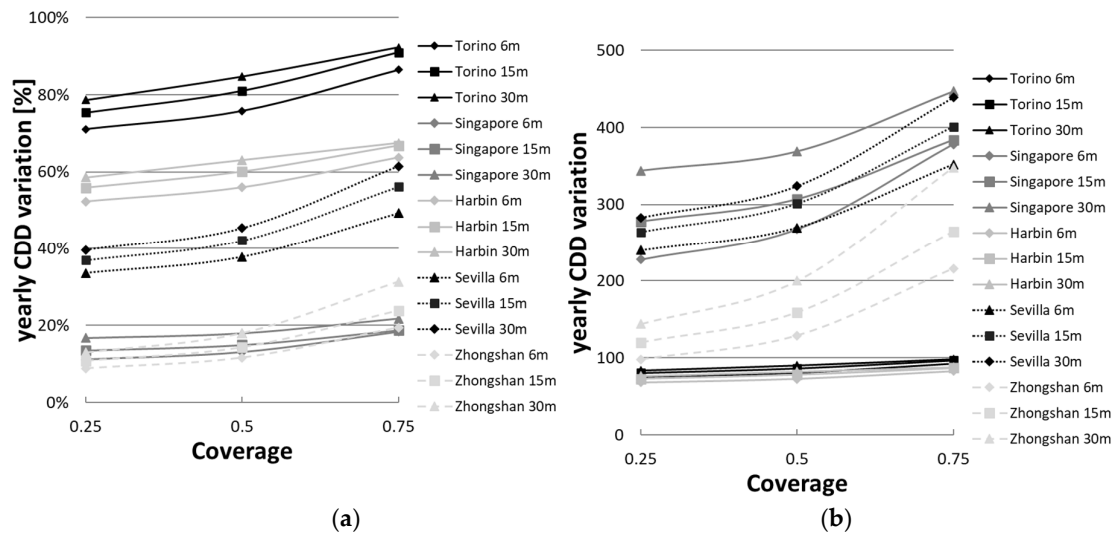 100%
80%
60%
40%
20%
0%
yearly CDD variation [%]
0.25
0.5
0.75
Coverage
Torino 6m
Torino 15m
Torino 30m
Singapore 6m
Singapore 15m
Singapore 30m
Harbin 6m
Harbin 15m
Harbin 30m
Sevilla 6m
Sevilla 15m
Sevilla 30m
Zhongshan 6m
Zhongshan 15m
Zhongshan 30m
(a)
500
400
300
200
100
0
yearly CDD variation
0.25
0.5
0.75
Coverage
Torino 6m
Torino 15m
Torino 30m
Singapore 6m
Singapore 15m
Singapore 30m
Harbin 6m
Harbin 15m
Harbin 30m
Sevilla 6m
Sevilla 15m
Sevilla 30m
Zhongshan 6m
Zhongshan 15m
Zhongshan 30m
(b)